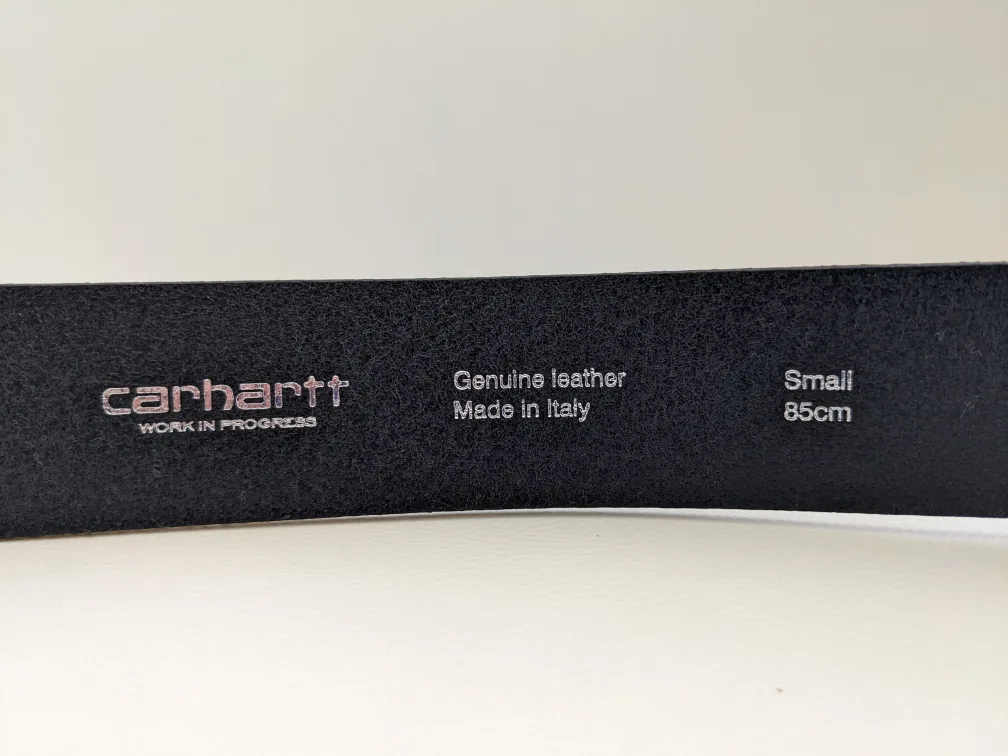 carhartt
WORK IN PROGRESS
Genuine leather
Made in Italy
Small
85cm